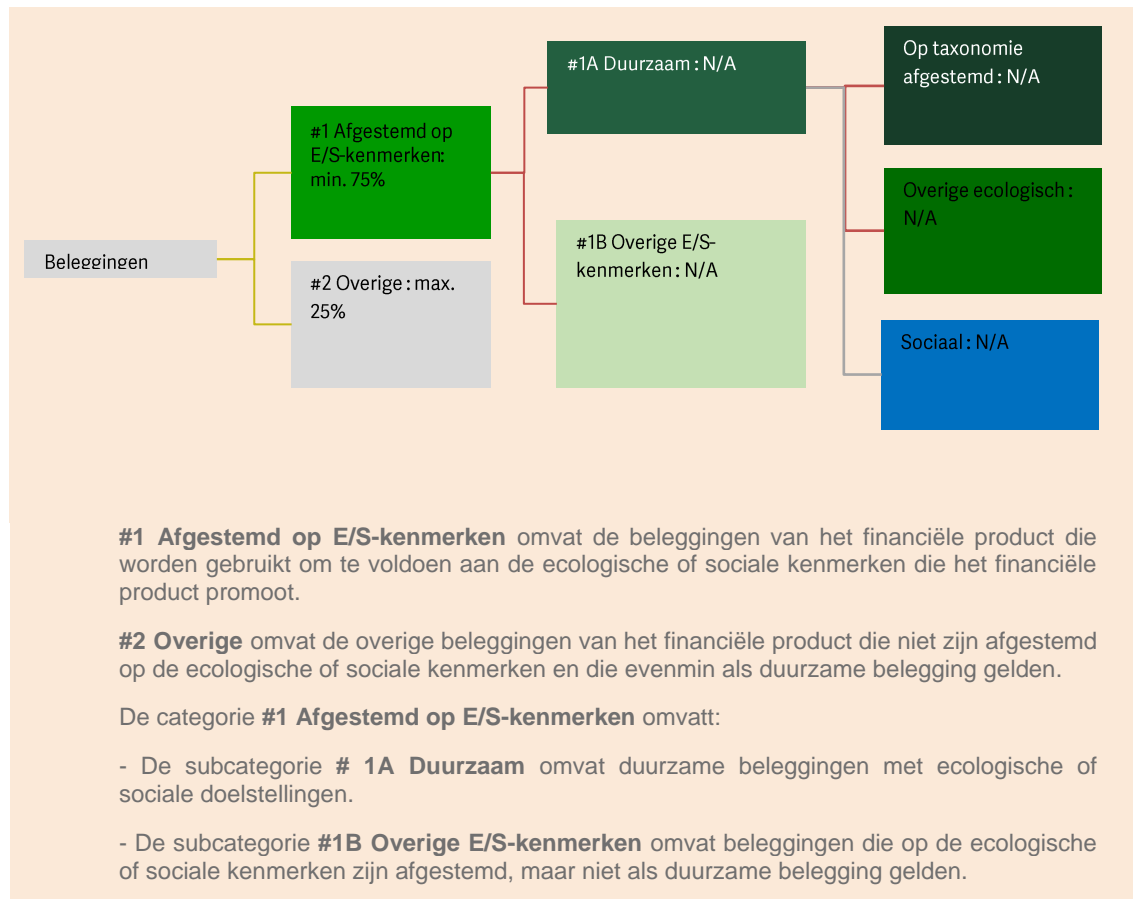 Beleggingen
#1 Afgestemd op
E/S-kenmerken:
min. 75%
#2 Overige : max.
25%
#1A Duurzaam : N/A
#1B Overige E/S-
kenmerken : N/A
Op taxonomie
afgestemd : N/A
Overige ecologisch :
N/A
Sociaal : N/A
#1 Afgestemd op E/S-kenmerken omvat de beleggingen van het financiële product die
worden gebruikt om te voldoen aan de ecologische of sociale kenmerken die het financiële
product promoot.
#2 Overige omvat de overige beleggingen van het financiële product die niet zijn afgestemd
op de ecologische of sociale kenmerken en die evenmin als duurzame belegging gelden.
De categorie #1 Afgestemd op E/S-kenmerken omvatt:
- De subcategorie # 1A Duurzaam omvat duurzame beleggingen met ecologische of
sociale doelstellingen.
- De subcategorie #1B Overige E/S-kenmerken omvat beleggingen die op de ecologische
of sociale kenmerken zijn afgestemd, maar niet als duurzame belegging gelden.